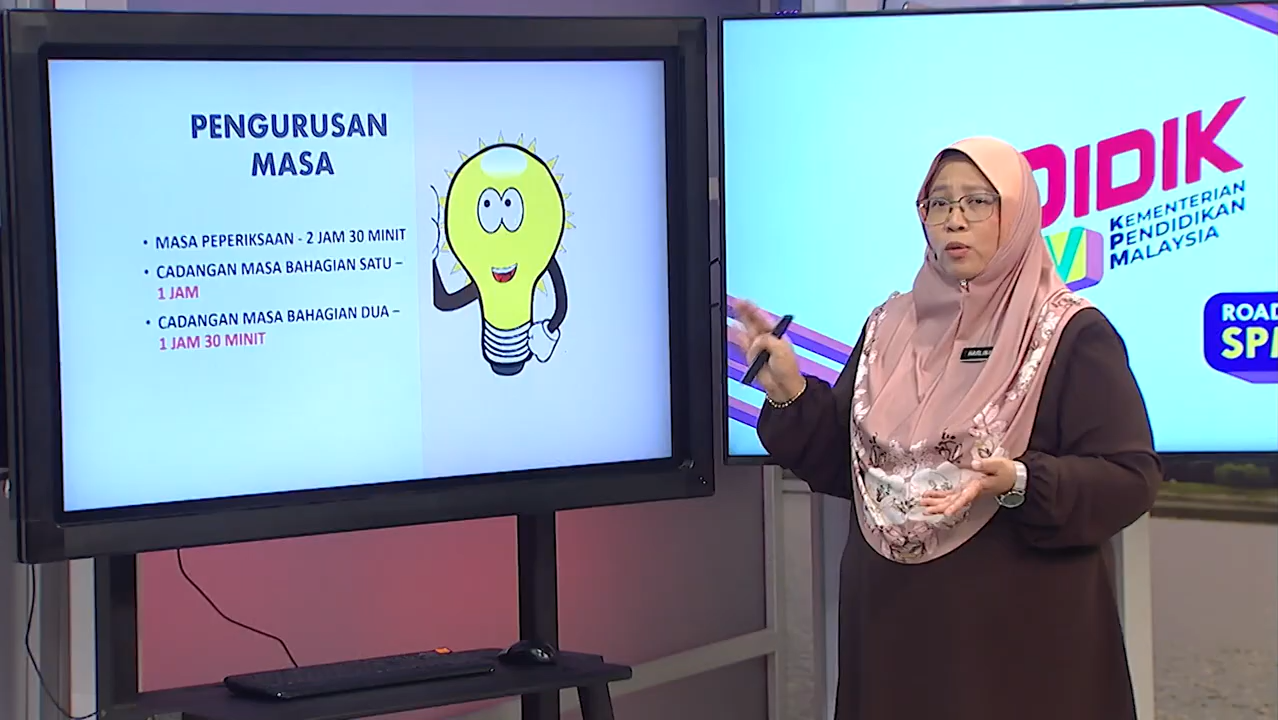 PENGURUSAN
MASA
• MASA PEPERIKSAAN - 2 JAM 30 MINIT
• CADANGAN MASA BAHAGIAN SATU –
1 JAM
• CADANGAN MASA BAHAGIAN DUA –
1 JAM 30 MINIT
DIDIK
KEMENTERIAN
PENDIDIKAN
MALAYSIA
ROAD